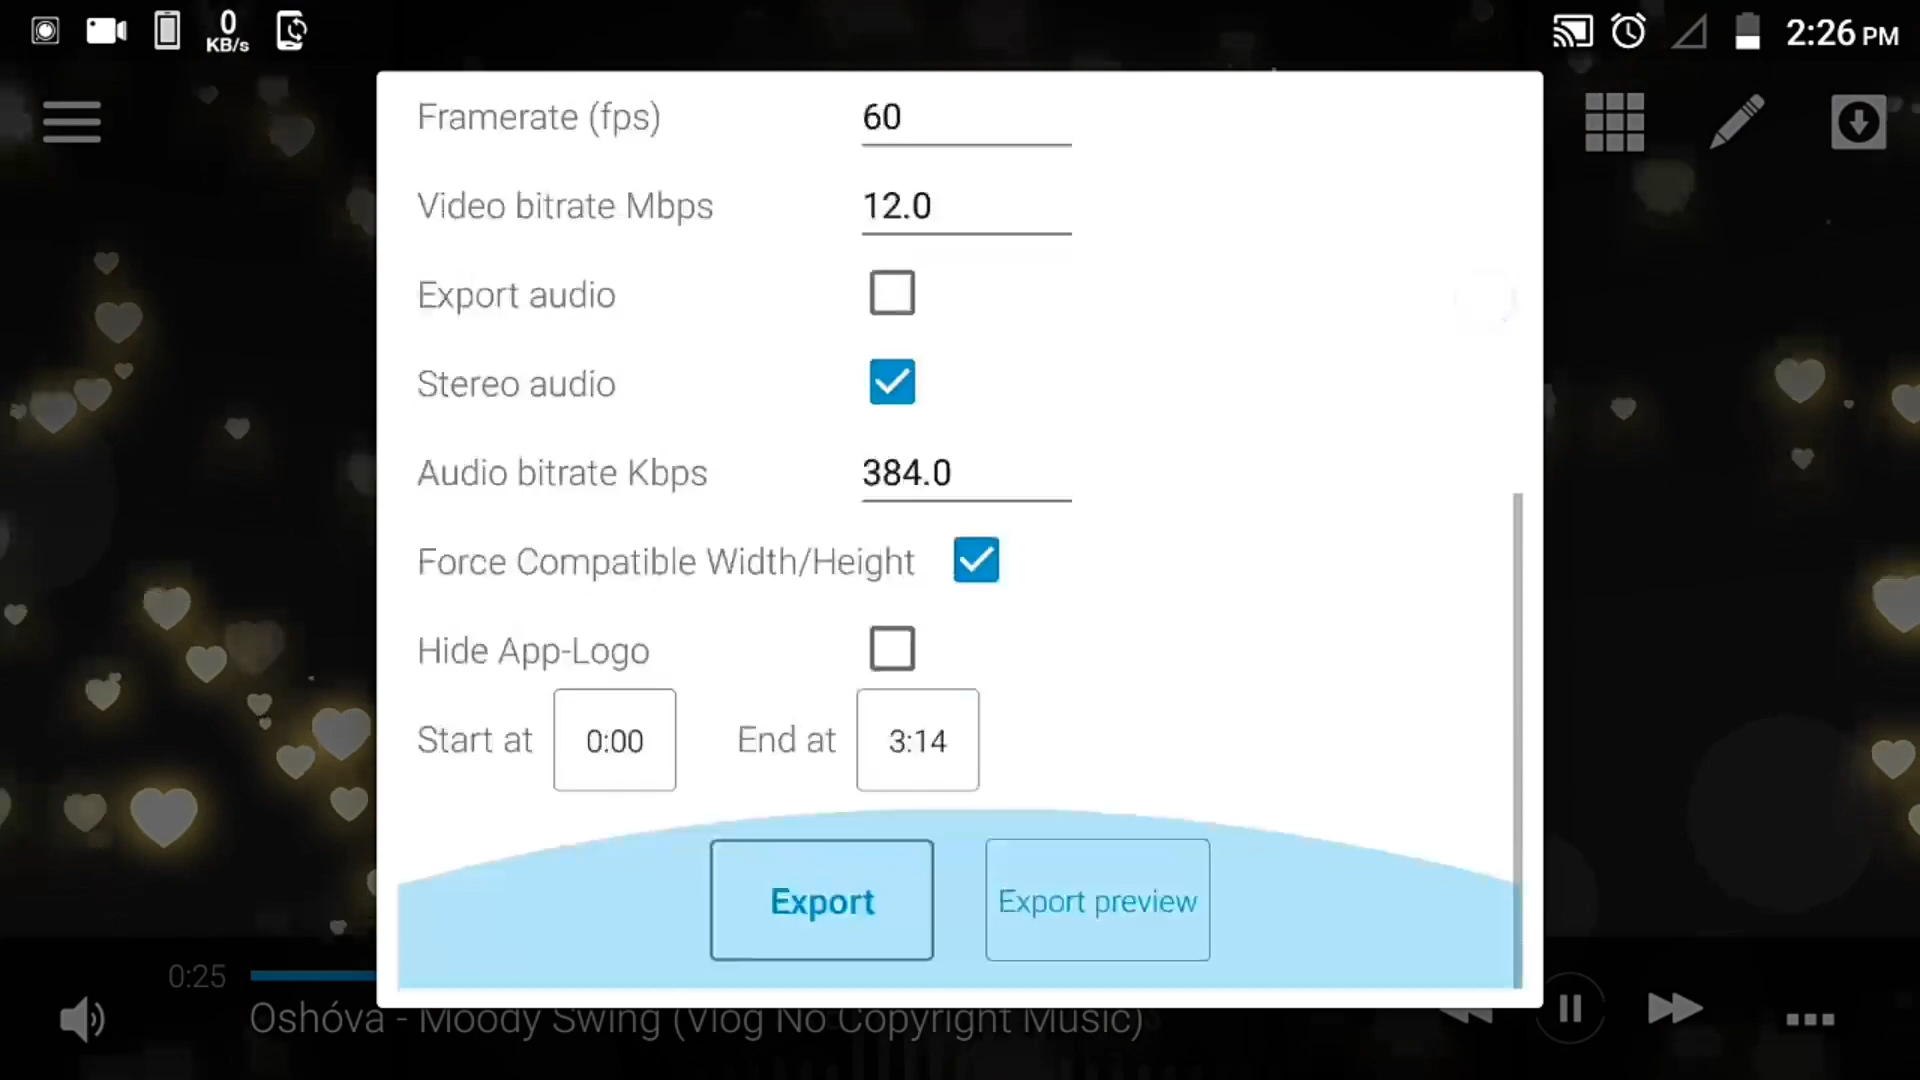 0
KB/s
2:26 PM
Framerate (fps) 60
Video bitrate Mbps 12.0
Export audio
Stereo audio
Audio bitrate Kbps 384.0
Force Compatible Width/Height
Hide App-Logo
Start at 0:00 End at 3:14
Export Export preview
0:25
Oshóva - Moody Swing (Vlog No Copyright Music)